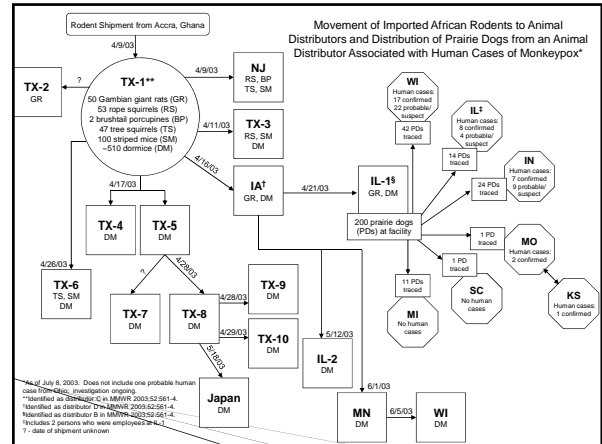 Movement of Imported African Rodents to Animal
Distributors and Distribution of Prairie Dogs from an Animal
Distributor Associated with Human Cases of Monkeypox*
Rodent Shipment from Accra, Ghana
4/9/03
TX-1**
50 Gambian giant rats (GR)
53 rope squirrels (RS)
2 brushtail porcupines (BP)
47 tree squirrels (TS)
100 striped mice (SM)
~510 dormice (DM)
?
TX-2
GR
4/9/03
NJ
RS, BP
TS, SM
4/11/03
TX-3
RS, SM
DM
4/16/03
IA†
GR, DM
4/21/03
IL-1§
GR, DM
200 prairie dogs
(PDs) at facility
42 PDs
traced
WI
Human cases:
17 confirmed
22 probable/
suspect
14 PDs
traced
IL‡
Human cases:
8 confirmed
4 probable/
suspect
24 PDs
traced
IN
Human cases:
7 confirmed
9 probable/
suspect
1 PD
traced
MO
Human cases:
2 confirmed
KS
Human cases:
1 confirmed
1 PD
traced
SC
No human
cases
11 PDs
traced
MI
No human
cases
4/17/03
TX-4
DM
TX-5
DM
4/26/03
TX-6
TS, SM
DM
?
TX-7
DM
4/28/03
TX-8
DM
4/28/03
TX-9
DM
4/29/03
TX-10
DM
5/18/03
Japan
DM
5/12/03
IL-2
DM
6/1/03
MN
DM
6/5/03
WI
DM
*As of July 8, 2003. Does not include one probable human
case from Ohio; investigation ongoing.
**Identified as distributor C in MMWR 2003;52:561-4.
†Identified as distributor D in MMWR 2003;52:561-4.
§Identified as distributor B in MMWR 2003;52:561-4.
‡Includes 2 persons who were employees at IL-1
? - date of shipment unknown